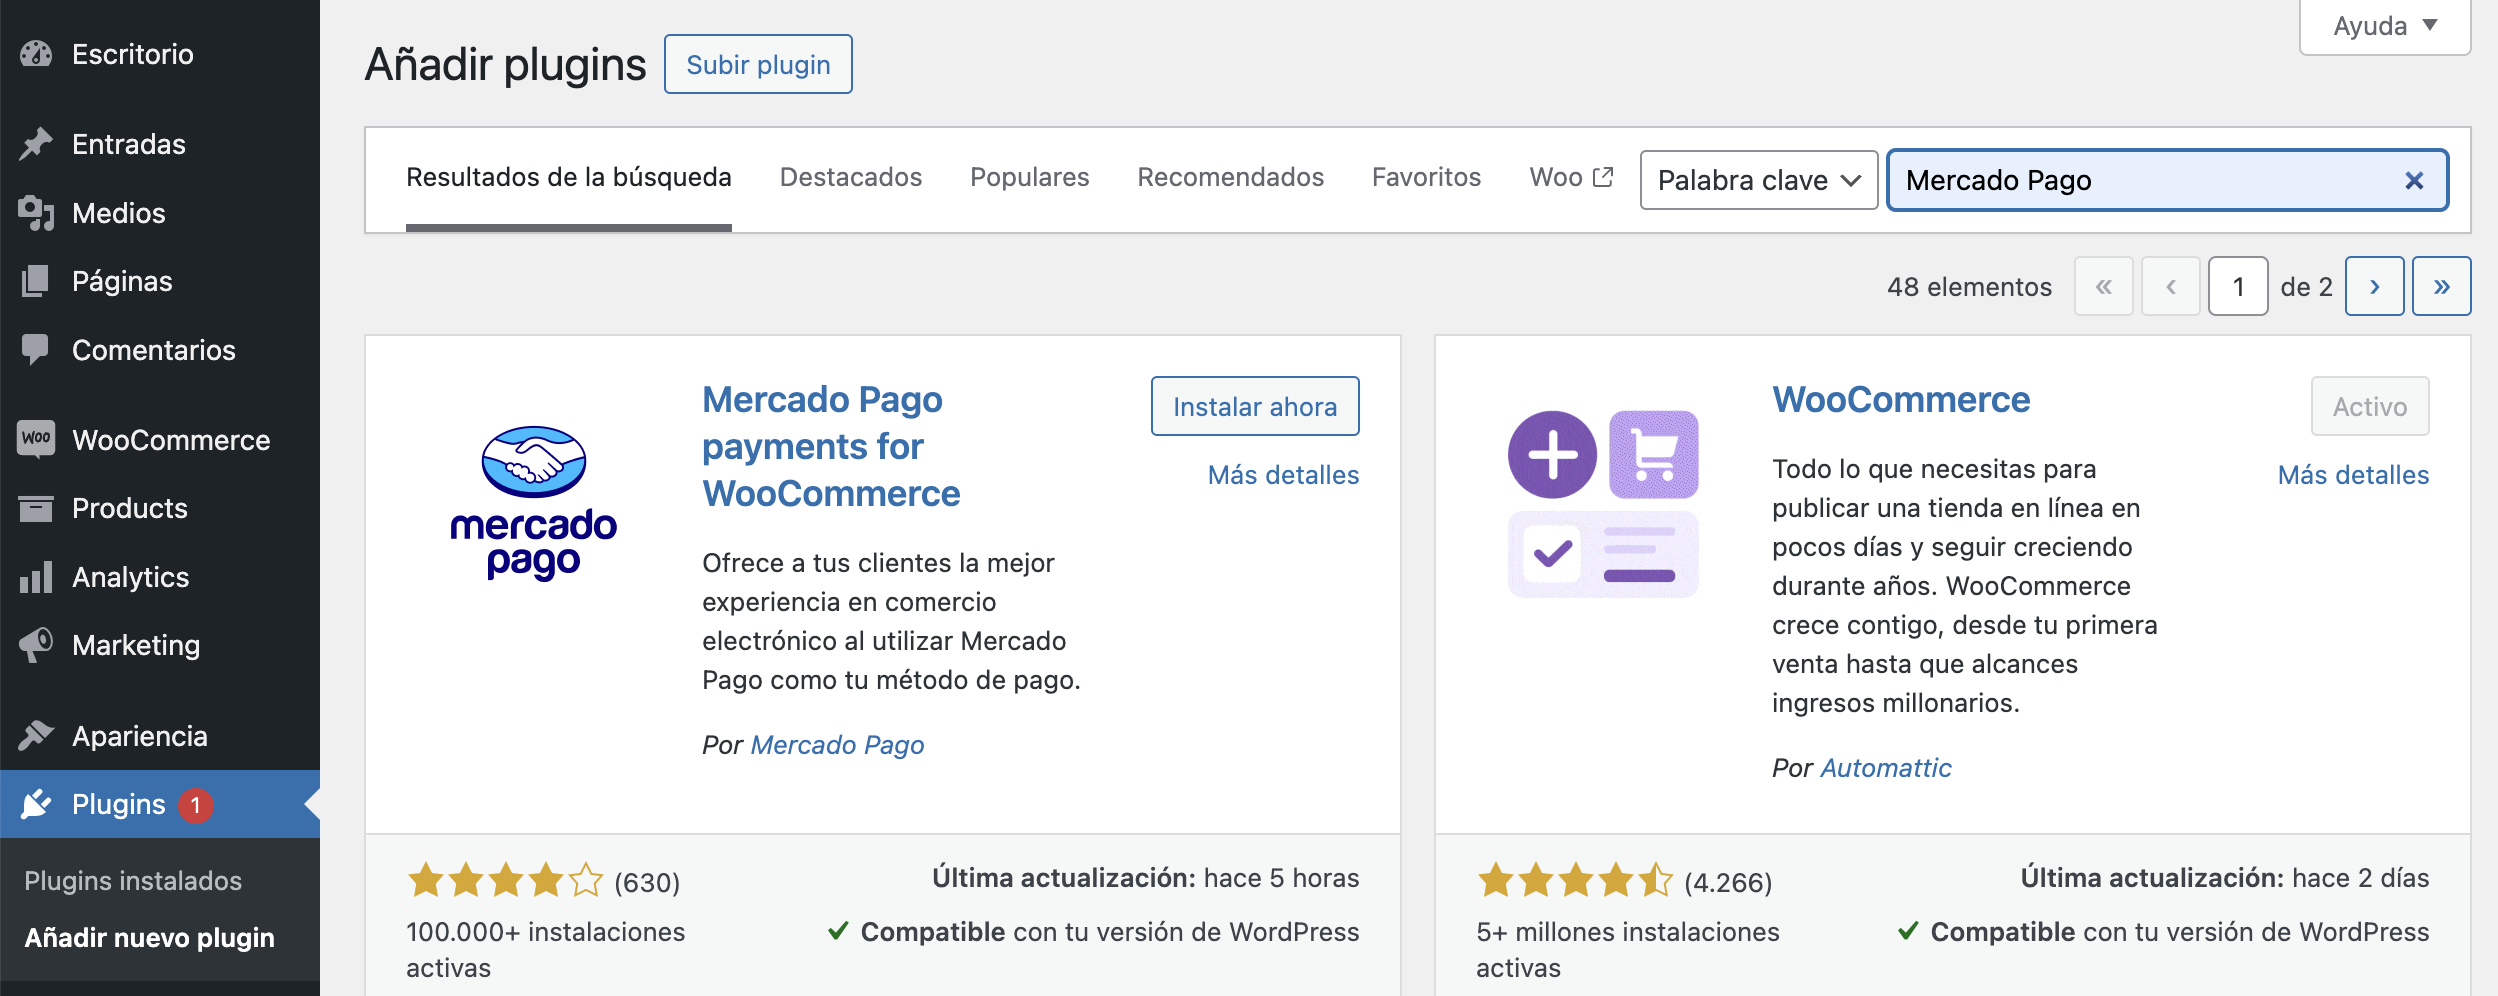 Escritorio
Entradas
Medios
Páginas
Comentarios
Woo WooCommerce
Products
Analytics
Marketing
Apariencia
Plugins 1
Plugins instalados
Añadir nuevo plugin
Ayuda
Añadir plugins
Subir plugin
Resultados de la búsqueda Destacados Populares Recomendados Favoritos Woo Palabra clave Mercado Pago
48 elementos « ‹ 1 de 2 › »
Mercado Pago
payments for
WooCommerce
Instalar ahora
Más detalles
mercado
pago
Ofrece a tus clientes la mejor
experiencia en comercio
electrónico al utilizar Mercado
Pago como tu método de pago.
Por Mercado Pago
(630)
Última actualización: hace 5 horas
100.000+ instalaciones
activas
Compatible con tu versión de WordPress
WooCommerce
Activo
Más detalles
Todo lo que necesitas para
publicar una tienda en línea en
pocos días y seguir creciendo
durante años. WooCommerce
crece contigo, desde tu primera
venta hasta que alcances
ingresos millonarios.
Por Automattic
(4.266)
Última actualización: hace 2 días
5+ millones instalaciones
activas
Compatible con tu versión de WordPress